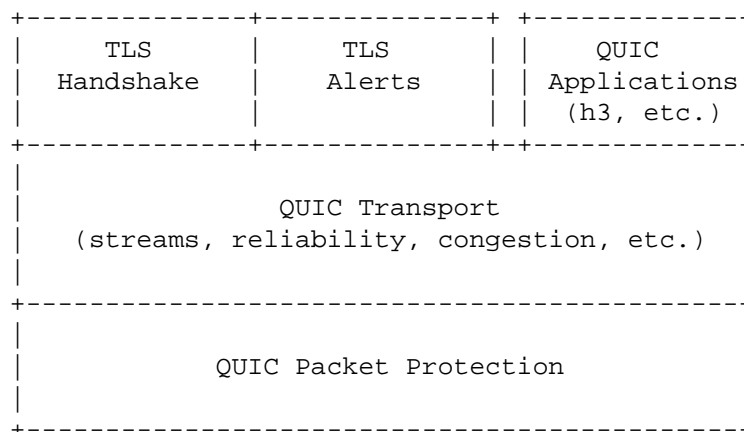 +--------------+--------------+ +-------------
|     TLS      |     TLS      | |    QUIC
|  Handshake   |    Alerts    | | Applications
|              |              | |  (h3, etc.)
+--------------+--------------+-+-------------
|
|                QUIC Transport
|   (streams, reliability, congestion, etc.)
|
+---------------------------------------------
|
|            QUIC Packet Protection
|
+---------------------------------------------